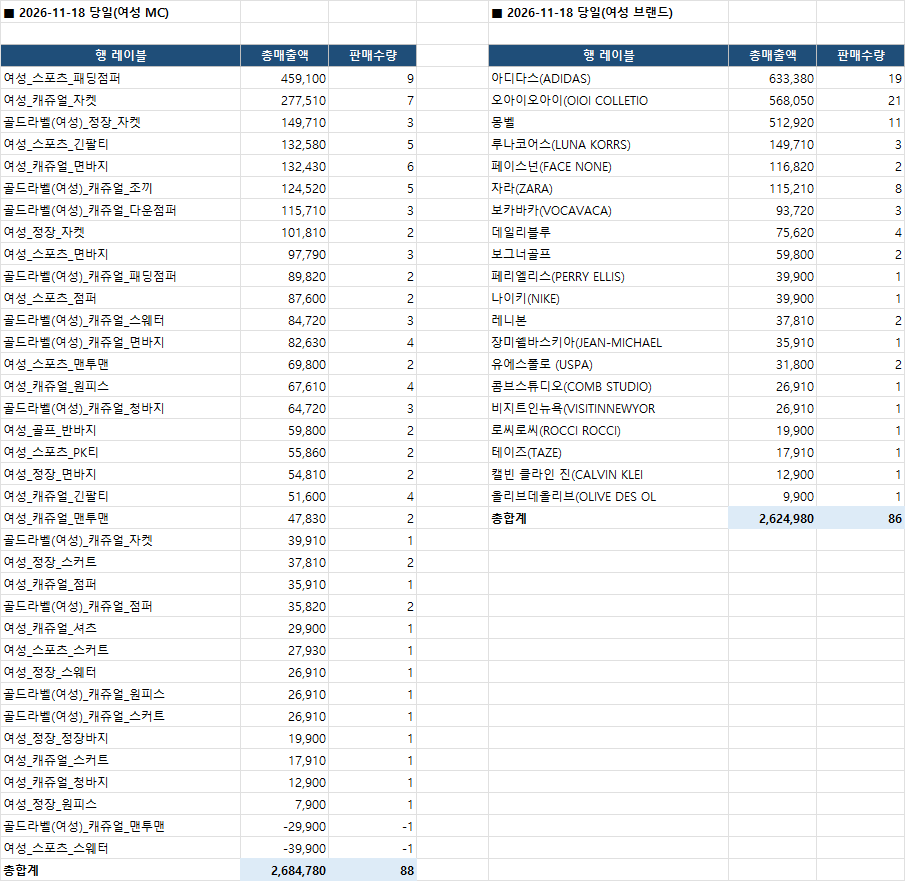 ■ 2026-11-18 당일(여성 MC)
행 레이블 총매출액 판매수량
여성_스포츠_패딩점퍼 459,100 9
여성_캐쥬얼_자켓 277,510 7
골드라벨(여성)_정장_자켓 149,710 3
여성_스포츠_긴팔티 132,580 5
여성_캐쥬얼_면바지 132,430 6
골드라벨(여성)_캐쥬얼_조끼 124,520 5
골드라벨(여성)_캐쥬얼_다운점퍼 115,710 3
여성_정장_자켓 101,810 2
여성_스포츠_면바지 97,790 3
골드라벨(여성)_캐쥬얼_패딩점퍼 89,820 2
여성_스포츠_점퍼 87,600 2
골드라벨(여성)_캐쥬얼_스웨터 84,720 3
골드라벨(여성)_캐쥬얼_면바지 82,630 4
여성_스포츠_맨투맨 69,800 2
여성_캐쥬얼_원피스 67,610 4
골드라벨(여성)_캐쥬얼_청바지 64,720 3
여성_골프_반바지 59,800 2
여성_스포츠_PK티 55,860 2
여성_정장_면바지 54,810 2
여성_캐쥬얼_긴팔티 51,600 4
여성_캐쥬얼_맨투맨 47,830 2
골드라벨(여성)_캐쥬얼_자켓 39,910 1
여성_정장_스커트 37,810 2
여성_캐쥬얼_점퍼 35,910 1
골드라벨(여성)_캐쥬얼_점퍼 35,820 2
여성_캐쥬얼_셔츠 29,900 1
여성_스포츠_스커트 27,930 1
여성_정장_스웨터 26,910 1
골드라벨(여성)_캐쥬얼_원피스 26,910 1
골드라벨(여성)_캐쥬얼_스커트 26,910 1
여성_정장_정장바지 19,900 1
여성_캐쥬얼_스커트 17,910 1
여성_캐쥬얼_청바지 12,900 1
여성_정장_원피스 7,900 1
골드라벨(여성)_캐쥬얼_맨투맨 -29,900 -1
여성_스포츠_스웨터 -39,900 -1
총합계 2,684,780 88
■ 2026-11-18 당일(여성 브랜드)
행 레이블 총매출액 판매수량
아디다스(ADIDAS) 633,380 19
오아이오아이(OIOI COLLETIO 568,050 21
몽벨 512,920 11
루나코어스(LUNA KORRS) 149,710 3
페이스넌(FACE NONE) 116,820 2
자라(ZARA) 115,210 8
보카바카(VOCAVACA) 93,720 3
데일리블루 75,620 4
보그너골프 59,800 2
페리엘리스(PERRY ELLIS) 39,900 1
나이키(NIKE) 39,900 1
레니본 37,810 2
장미쉘바스키아(JEAN-MICHAEL 35,910 1
유에스폴로 (USPA) 31,800 2
콤브스튜디오(COMB STUDIO) 26,910 1
비지트인뉴욕(VISITINNEWYOR 26,910 1
로씨로씨(ROCCI ROCCI) 19,900 1
테이즈(TAZE) 17,910 1
캘빈 클라인 진(CALVIN KLEI 12,900 1
올리브데올리브(OLIVE DES OL 9,900 1
총합계 2,624,980 86